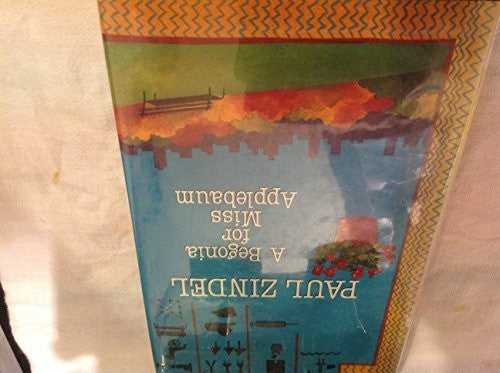 PAUL ZINDEL
A Begonia
for
Miss
Applebaum